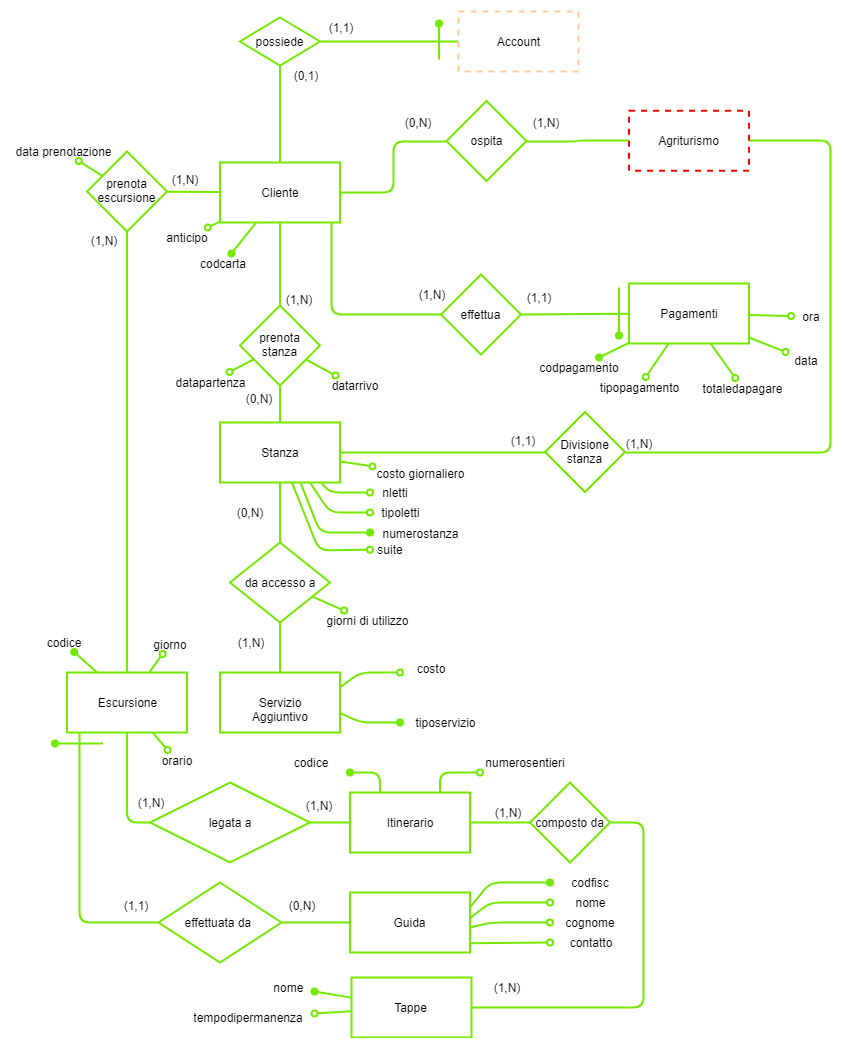 possiede
(1,1)
Account
(0,1)
(0,N)
(1,N)
ospita
Agriturismo
data prenotazione
prenota
escursione
(1,N)
Cliente
anticipo
codcarta
(1,N)
(1,N)
(1,N)
effettua
(1,1)
Pagamenti
ora
data
codpagamento
tipopagamento
totaledapagare
prenota
stanza
datapartenza
datarrivo
(0,N)
Stanza
(1,1)
Divisione
stanza
(1,N)
costo giornaliero
nletti
tipoletti
numerostanza
suite
(0,N)
da accesso a
giorni di utilizzo
(1,N)
codice
giorno
Escursione
orario
Servizio
Aggiuntivo
costo
tiposervizio
codice
numerosentieri
(1,N)
legata a
(1,N)
Itinerario
(1,N)
composto da
(1,1)
effettuata da
(0,N)
Guida
codfisc
nome
cognome
contatto
nome
tempodipermanenza
Tappe
(1,N)